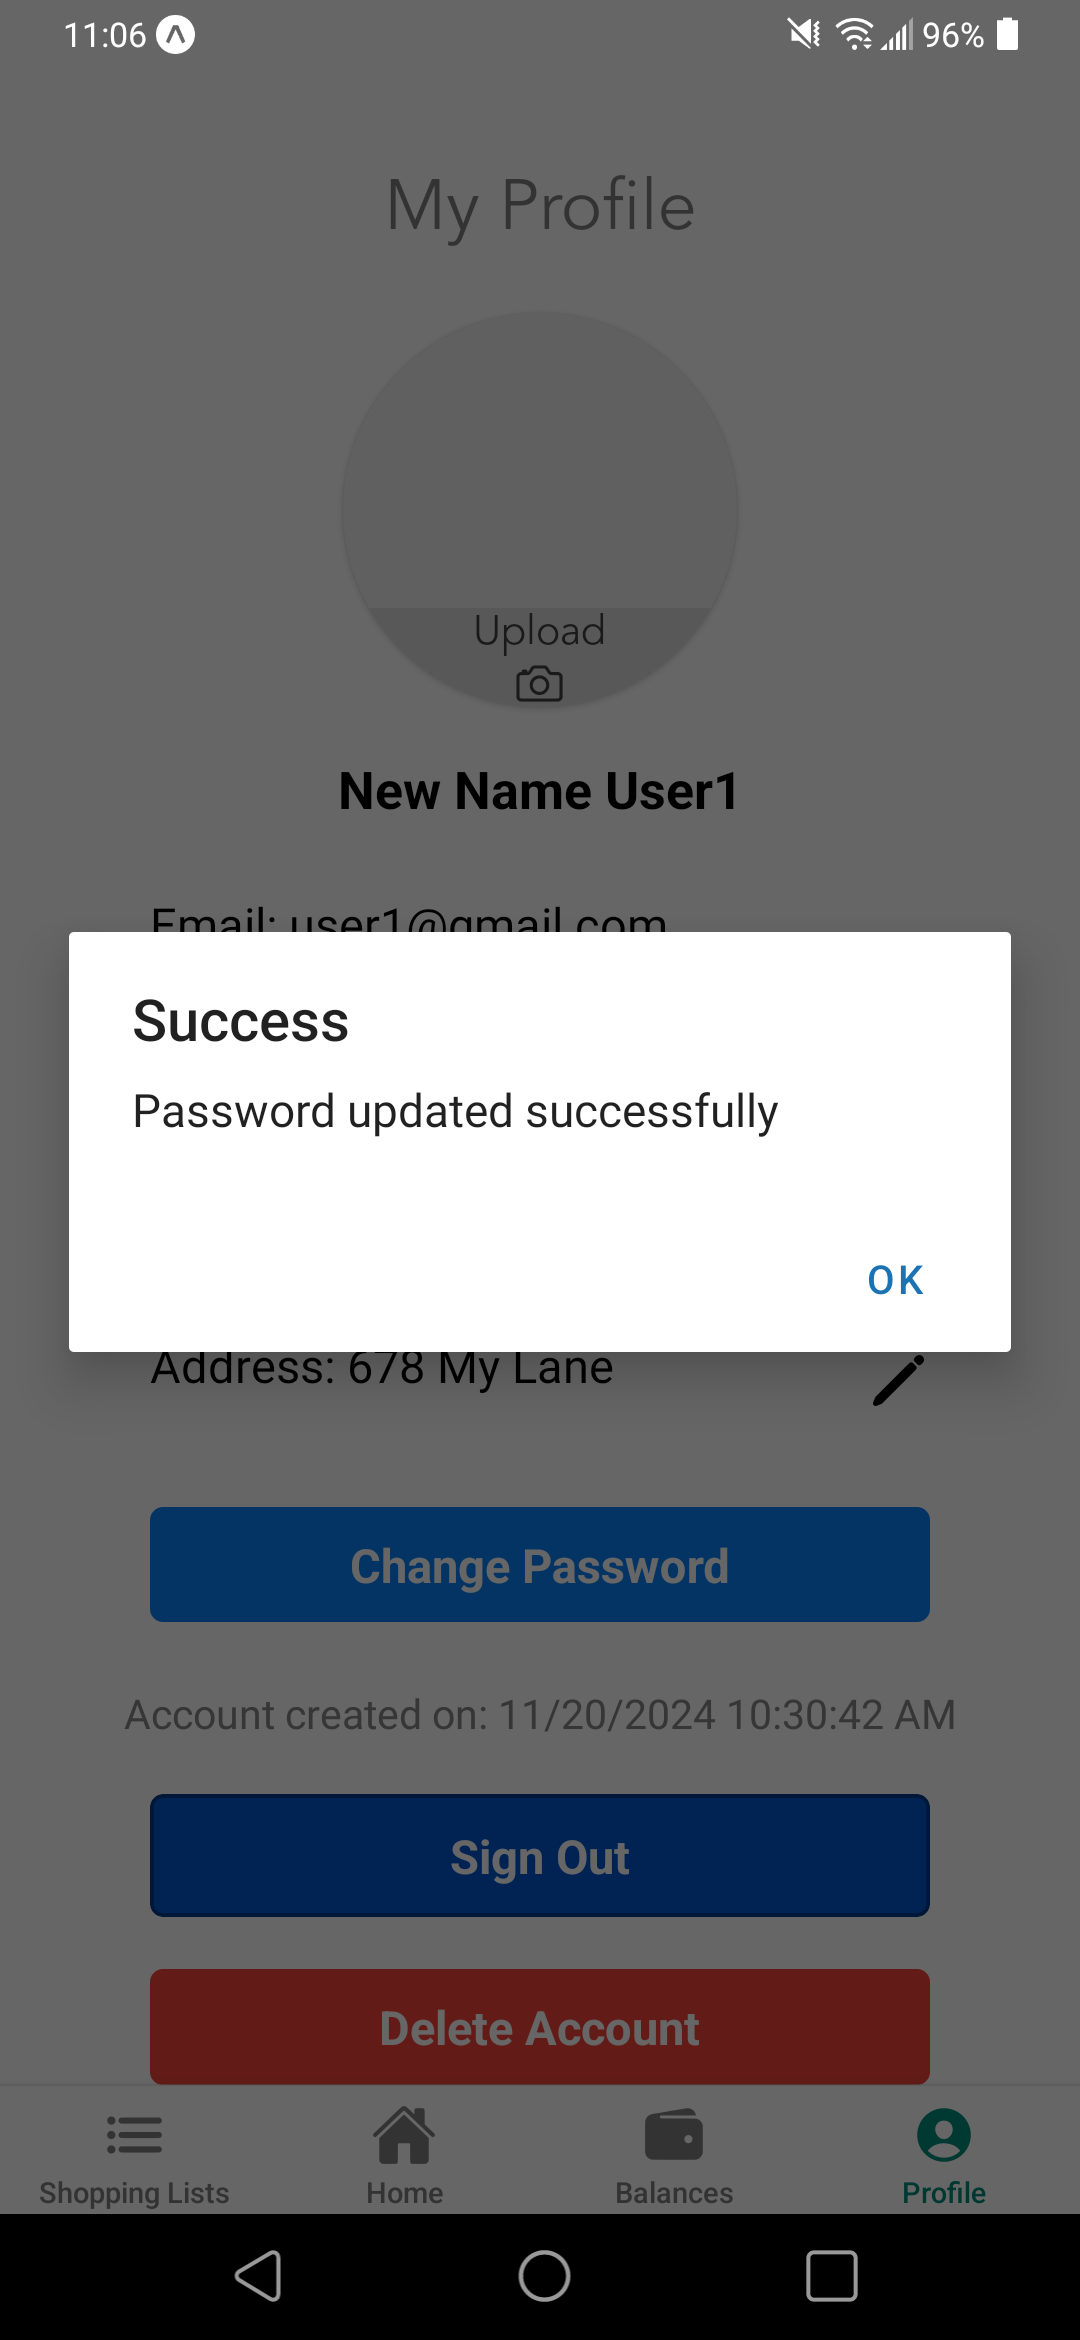 11:06 96%
My Profile
Upload
New Name User1
Email: user1@gmail.com
Success
Password updated successfully
OK
Address: 678 My Lane
Change Password
Account created on: 11/20/2024 10:30:42 AM
Sign Out
Delete Account
Shopping Lists Home Balances Profile